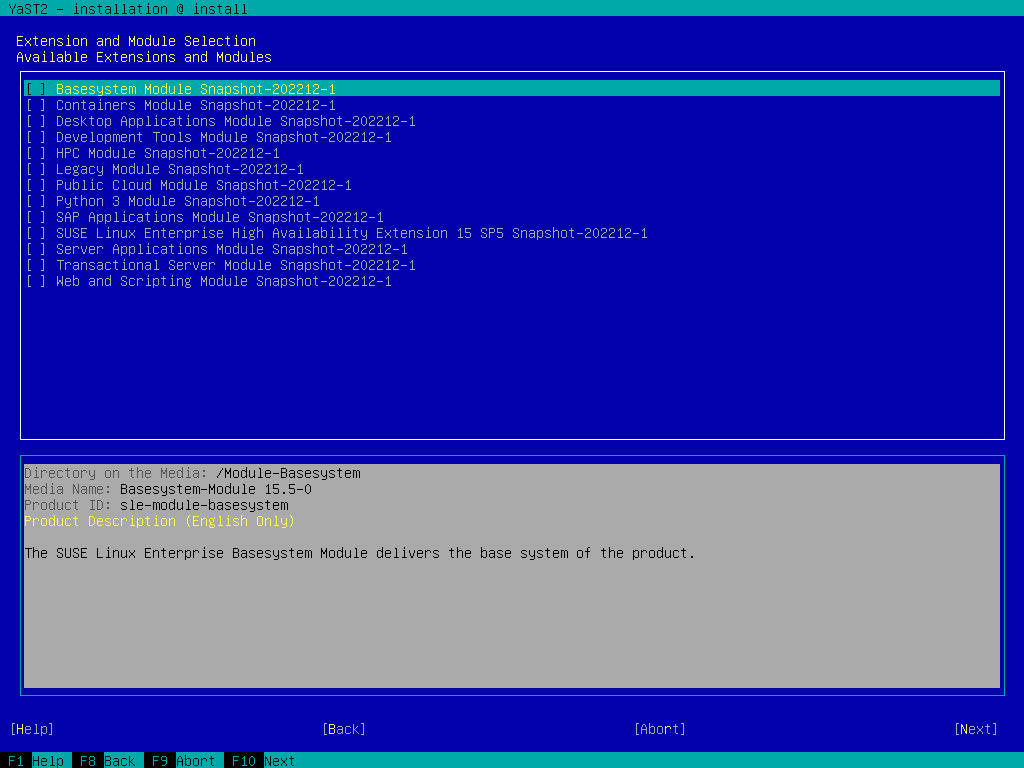 YaST2 - installation @ install
Extension and Module Selection
Available Extensions and Modules
[ ] Basesystem Module Snapshot-202212-1
[ ] Containers Module Snapshot-202212-1
[ ] Desktop Applications Module Snapshot-202212-1
[ ] Development Tools Module Snapshot-202212-1
[ ] HPC Module Snapshot-202212-1
[ ] Legacy Module Snapshot-202212-1
[ ] Public Cloud Module Snapshot-202212-1
[ ] Python 3 Module Snapshot-202212-1
[ ] SAP Applications Module Snapshot-202212-1
[ ] SUSE Linux Enterprise High Availability Extension 15 SP5 Snapshot-202212-1
[ ] Server Applications Module Snapshot-202212-1
[ ] Transactional Server Module Snapshot-202212-1
[ ] Web and Scripting Module Snapshot-202212-1
Directory on the Media: /Module-Basesystem
Media Name: Basesystem-Module 15.5-0
Product ID: sle-module-basesystem
Product Description (English Only)
The SUSE Linux Enterprise Basesystem Module delivers the base system of the product.
[Help] [Back] [Abort] [Next]
F1 Help F8 Back F9 Abort F10 Next